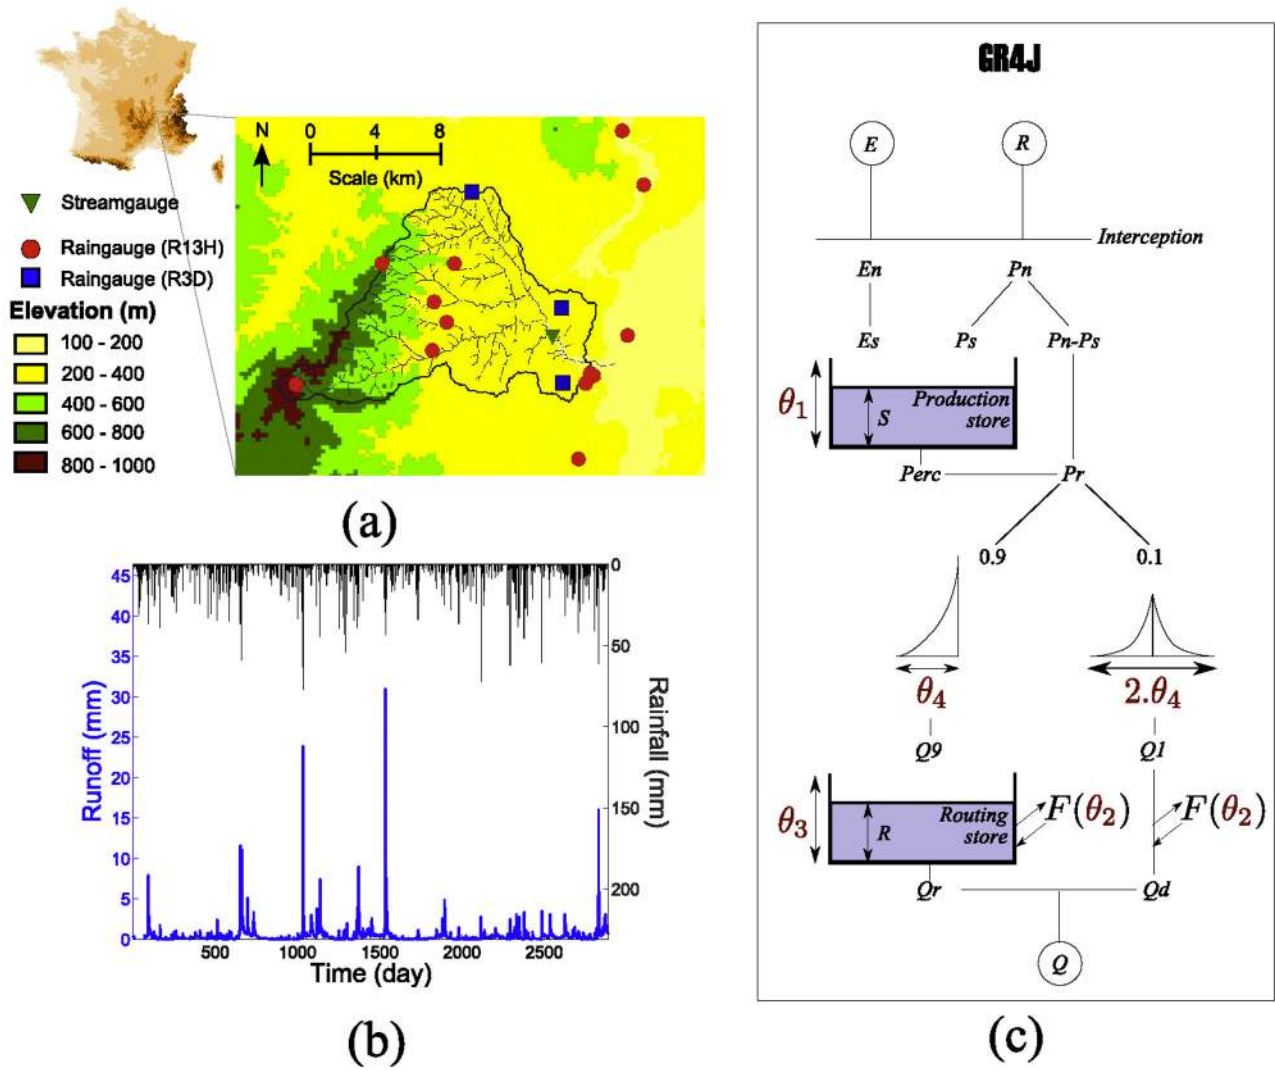 N
0 4 8
Scale (km)
Streamgauge
Raingauge (R13H)
Raingauge (R3D)
Elevation (m)
100 - 200
200 - 400
400 - 600
600 - 800
800 - 1000
(a)
45
40
35
30
25
20
15
10
5
0
Runoff (mm)
0
50
100
150
200
Rainfall (mm)
500 1000 1500 2000 2500
Time (day)
(b)
GR4J
E R
Interception
En Pn
Es Ps Pn-Ps
θ1
S
Production
store
Perc Pr
0.9 0.1
θ4 2.θ4
Q9 Q1
θ3
R
Routing
store
F(θ2) F(θ2)
Qr Qd
Q
(c)